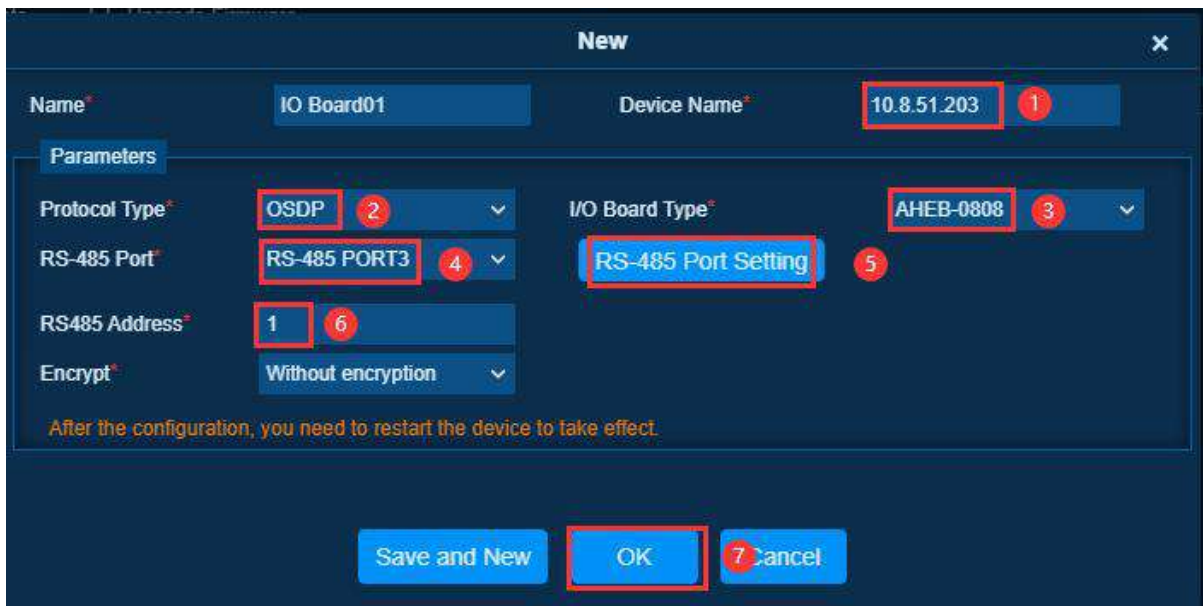 New ×
Name* IO Board01 Device Name* 10.8.51.203 1
Parameters
Protocol Type* OSDP 2 I/O Board Type* AHEB-0808 3
RS-485 Port* RS-485 PORT3 4 RS-485 Port Setting 5
RS485 Address* 1 6
Encrypt* Without encryption
After the configuration, you need to restart the device to take effect.
Save and New OK 7 Cancel